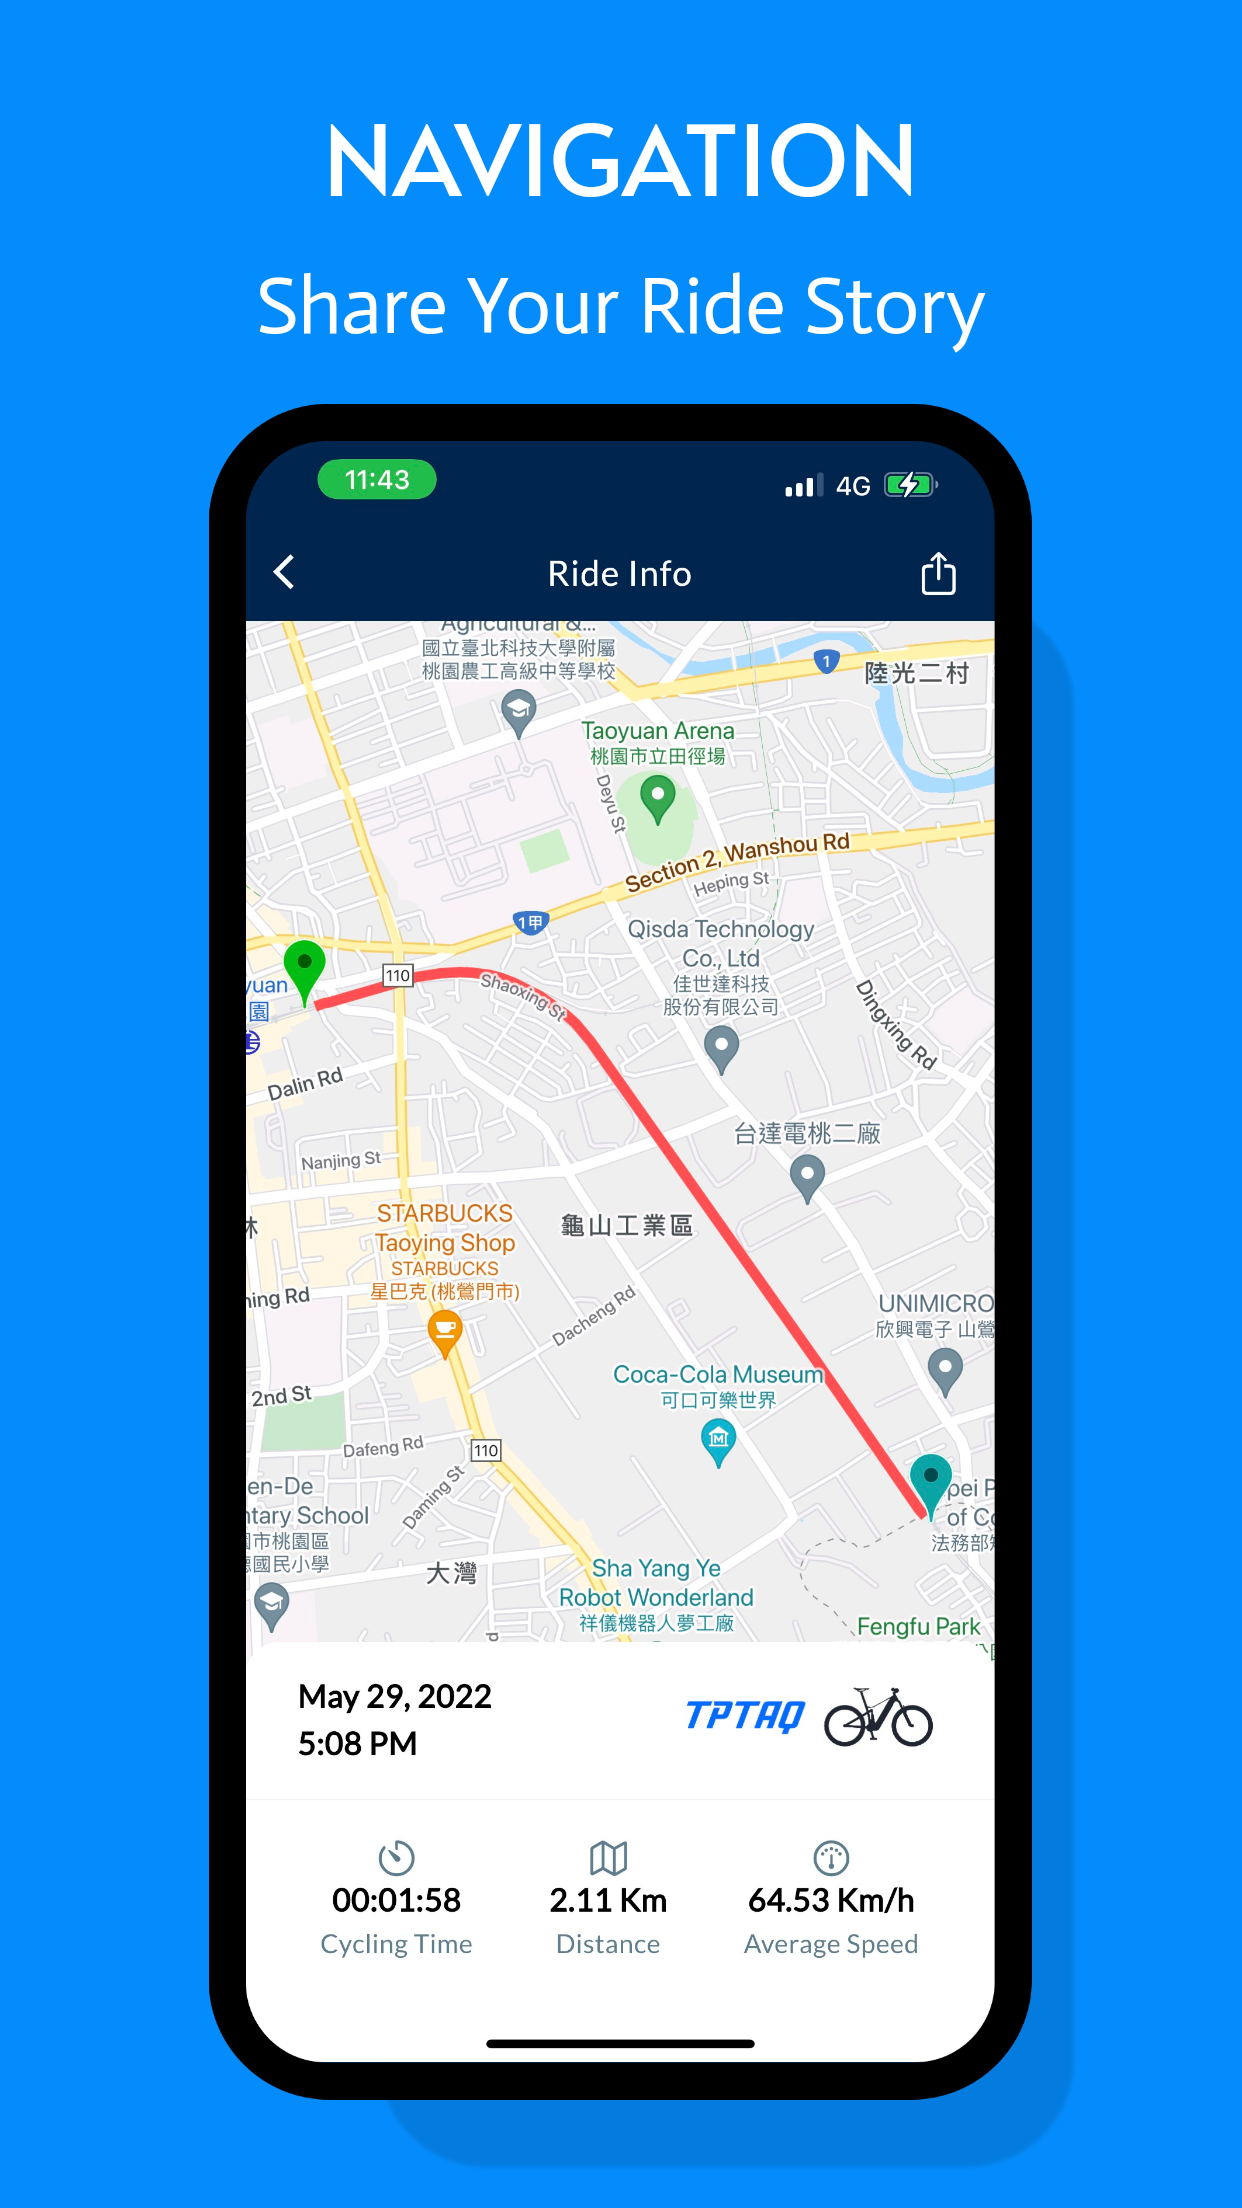 NAVIGATION
Share Your Ride Story
11:43
4G
Ride Info
Agricultural &...
國立臺北科技大學附屬
桃園農工高級中等學校
1
陸光二村
Taoyuan Arena
桃園市立田徑場
Deyu St
Section 2, Wanshou Rd
Heping St
1甲
Qisda Technology
Co., Ltd
佳世達科技
股份有限公司
110
Shaoxing St
Dingxing Rd
yuan
園
Dalin Rd
台達電桃二廠
Nanjing St
STARBUCKS
Taoying Shop
STARBUCKS
星巴克 (桃鶯門市)
龜山工業區
林
ning Rd
Dacheng Rd
UNIMICRO
欣興電子 山鶯
Coca-Cola Museum
可口可樂世界
2nd St
Dafeng Rd
110
Daming St
en-De
ntary School
市桃園區
國民小學
pei P
of Co
法務部
大灣
Sha Yang Ye
Robot Wonderland
祥儀機器人夢工廠
Fengfu Park
May 29, 2022
5:08 PM
TPTAQ
00:01:58
2.11 Km
64.53 Km/h
Cycling Time
Distance
Average Speed